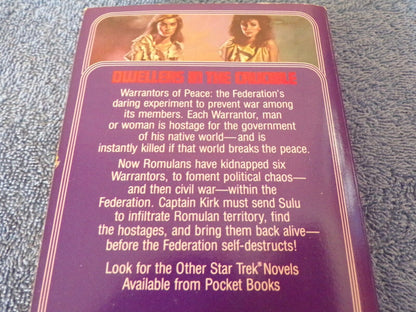 DWELLERS IN THE CRUCIBLE
Warrantors of Peace: the Federation's
daring experiment to prevent war among
its members. Each Warrantor, man
or woman is hostage for the government
of his native world—and is
instantly killed if that world breaks the peace.
Now Romulans have kidnapped six
Warrantors, to foment political chaos—
and then civil war—within the
Federation. Captain Kirk must send Sulu
to infiltrate Romulan territory, find
the hostages, and bring them back alive—
before the Federation self-destructs!
Look for the Other Star Trek® Novels
Available from Pocket Books